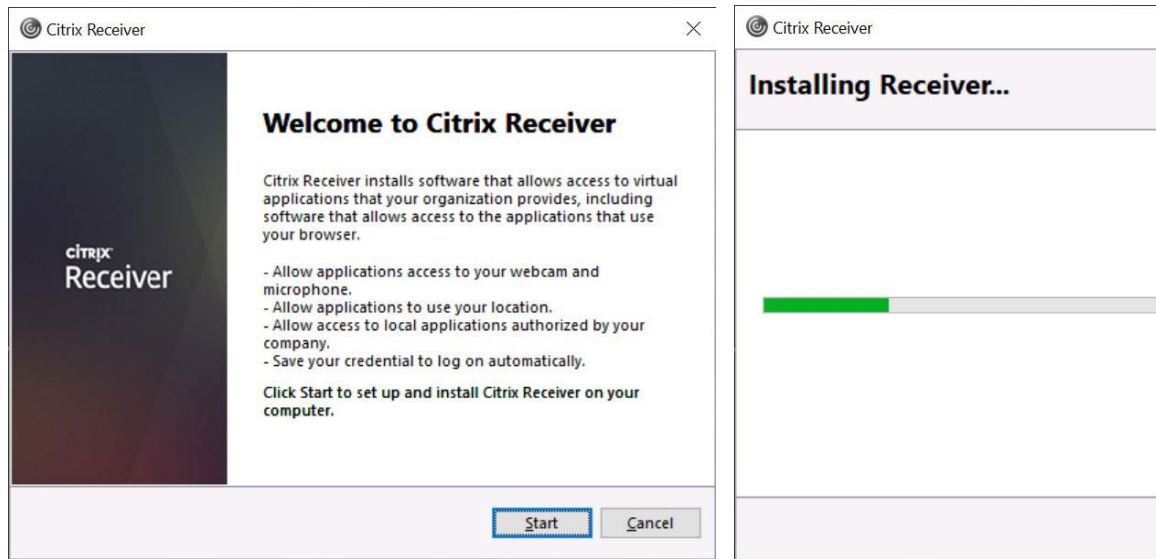 Citrix Receiver
Welcome to Citrix Receiver
Citrix Receiver installs software that allows access to virtual
applications that your organization provides, including
software that allows access to the applications that use
your browser.
- Allow applications access to your webcam and
microphone.
- Allow applications to use your location.
- Allow access to local applications authorized by your
company.
- Save your credential to log on automatically.
Click Start to set up and install Citrix Receiver on your
computer.
CITRIX
Receiver
Start Cancel
Citrix Receiver
Installing Receiver...